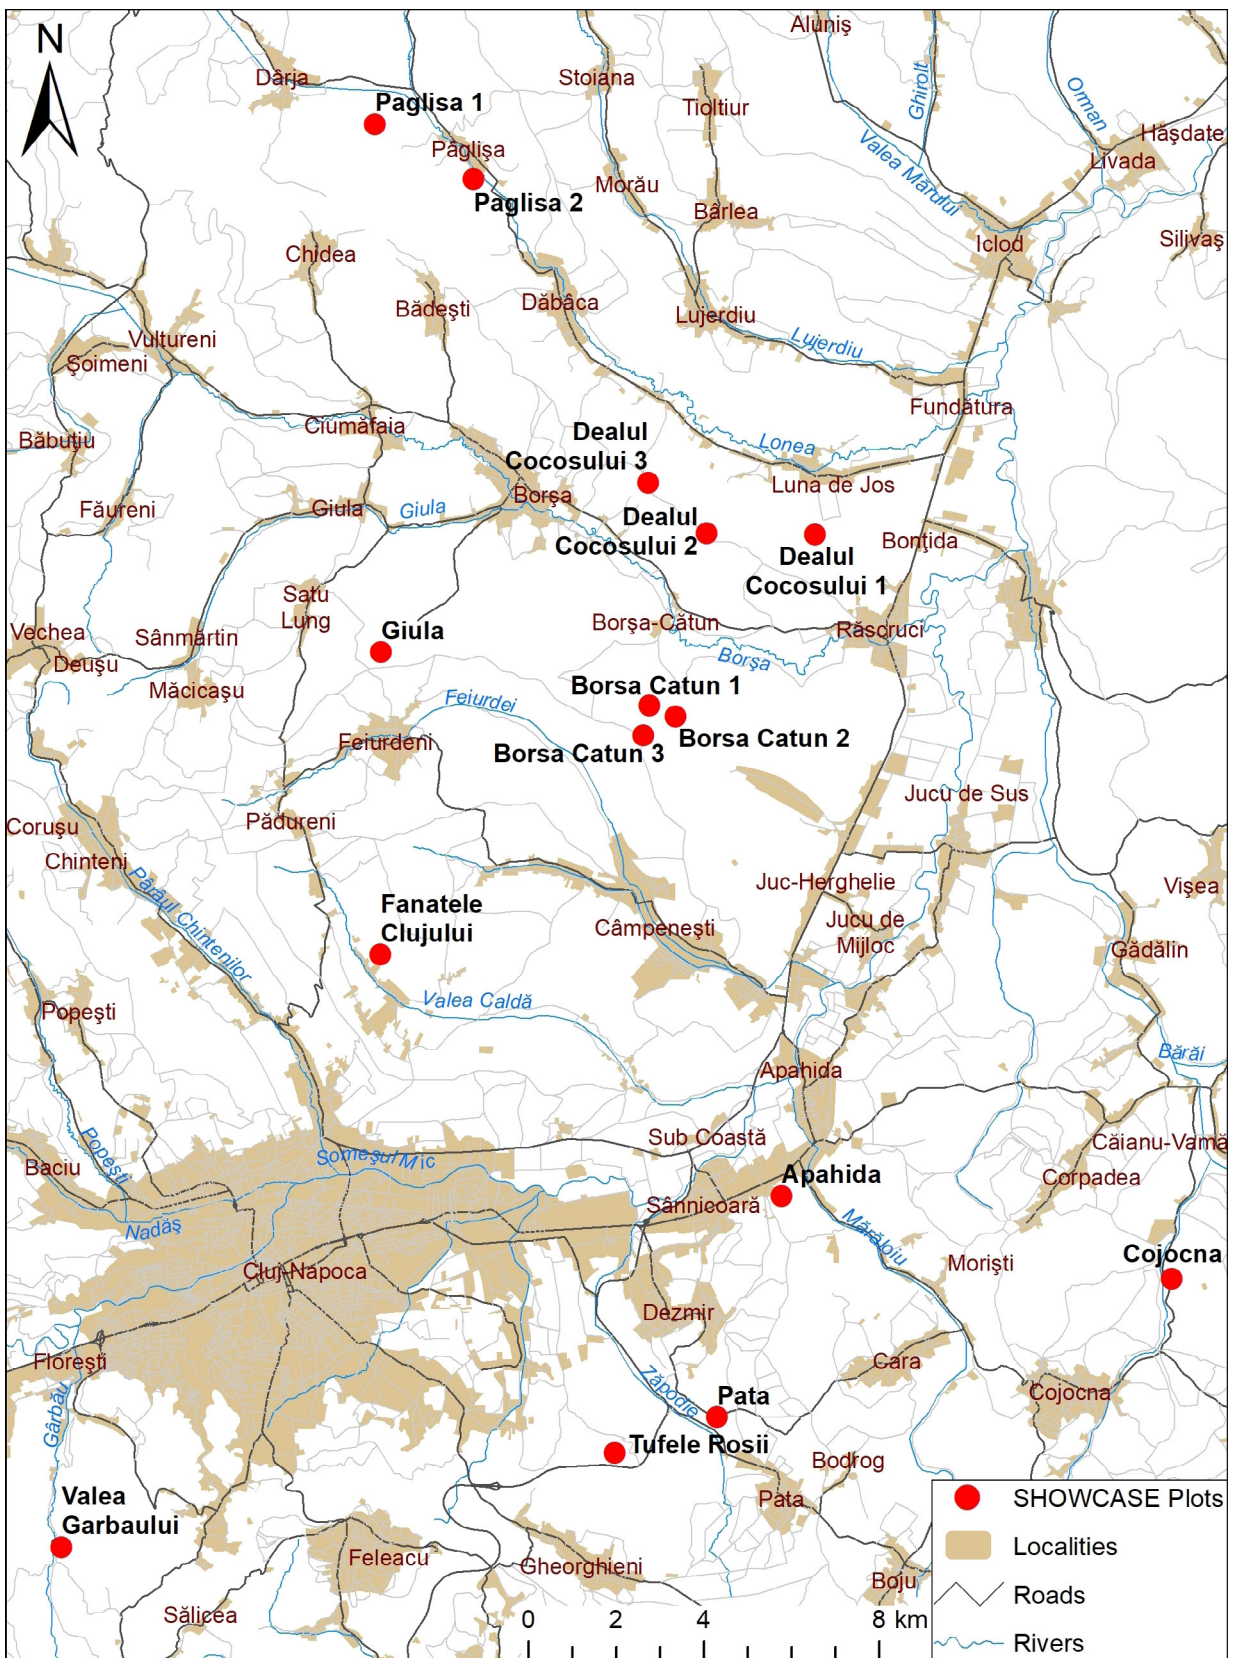 N
Aluniş
Dârja
Stoiana
Ghirolt
Orman
Paglisa 1
Tioltiur
Hăşdate
Pâglişa
Livada
Valea Mărului
Morău
Paglisa 2
Bârlea
Iclod
Silivaş
Chidea
Bădeşti
Dăbâca
Lujerdiu
Vultureni
Lujerdiu
Şoimeni
Fundătura
Băbuţiu
Ciumăfaia
Dealul
Cocosului 3
Lonea
Luna de Jos
Făureni
Giula
Giula
Borşa
Dealul
Cocosului 2
Bonţida
Dealul
Cocosului 1
Satu
Lung
Vechea
Sânmărtin
Giula
Borşa-Cătun
Răscruci
Deuşu
Borşa
Măcicaşu
Feiurdei
Borsa Catun 1
Feiurdeni
Borsa Catun 2
Borsa Catun 3
Jucu de Sus
Coruşu
Pădureni
Chinteni
Pârâul Chintenilor
Juc-Herghelie
Vişea
Fanatele
Clujului
Câmpeneşti
Jucu de
Mijloc
Gădălin
Popeşti
Valea Caldă
Bărăi
Apahida
Popeşti
Sub Coastă
Căianu-Vamă
Baciu
Someşul Mic
Apahida
Corpadea
Sânnicoară
Nadăş
Mărăloiu
Cojocna
Cluj-Napoca
Morişti
Dezmir
Floreşti
Cara
Gârbău
Zăpodie
Pata
Cojocna
Tufele Rosii
Bodrog
Valea
Garbaului
Pata
Feleacu
Gheorghieni
Boju
Sălicea
0 2 4 8 km
SHOWCASE Plots
Localities
Roads
Rivers